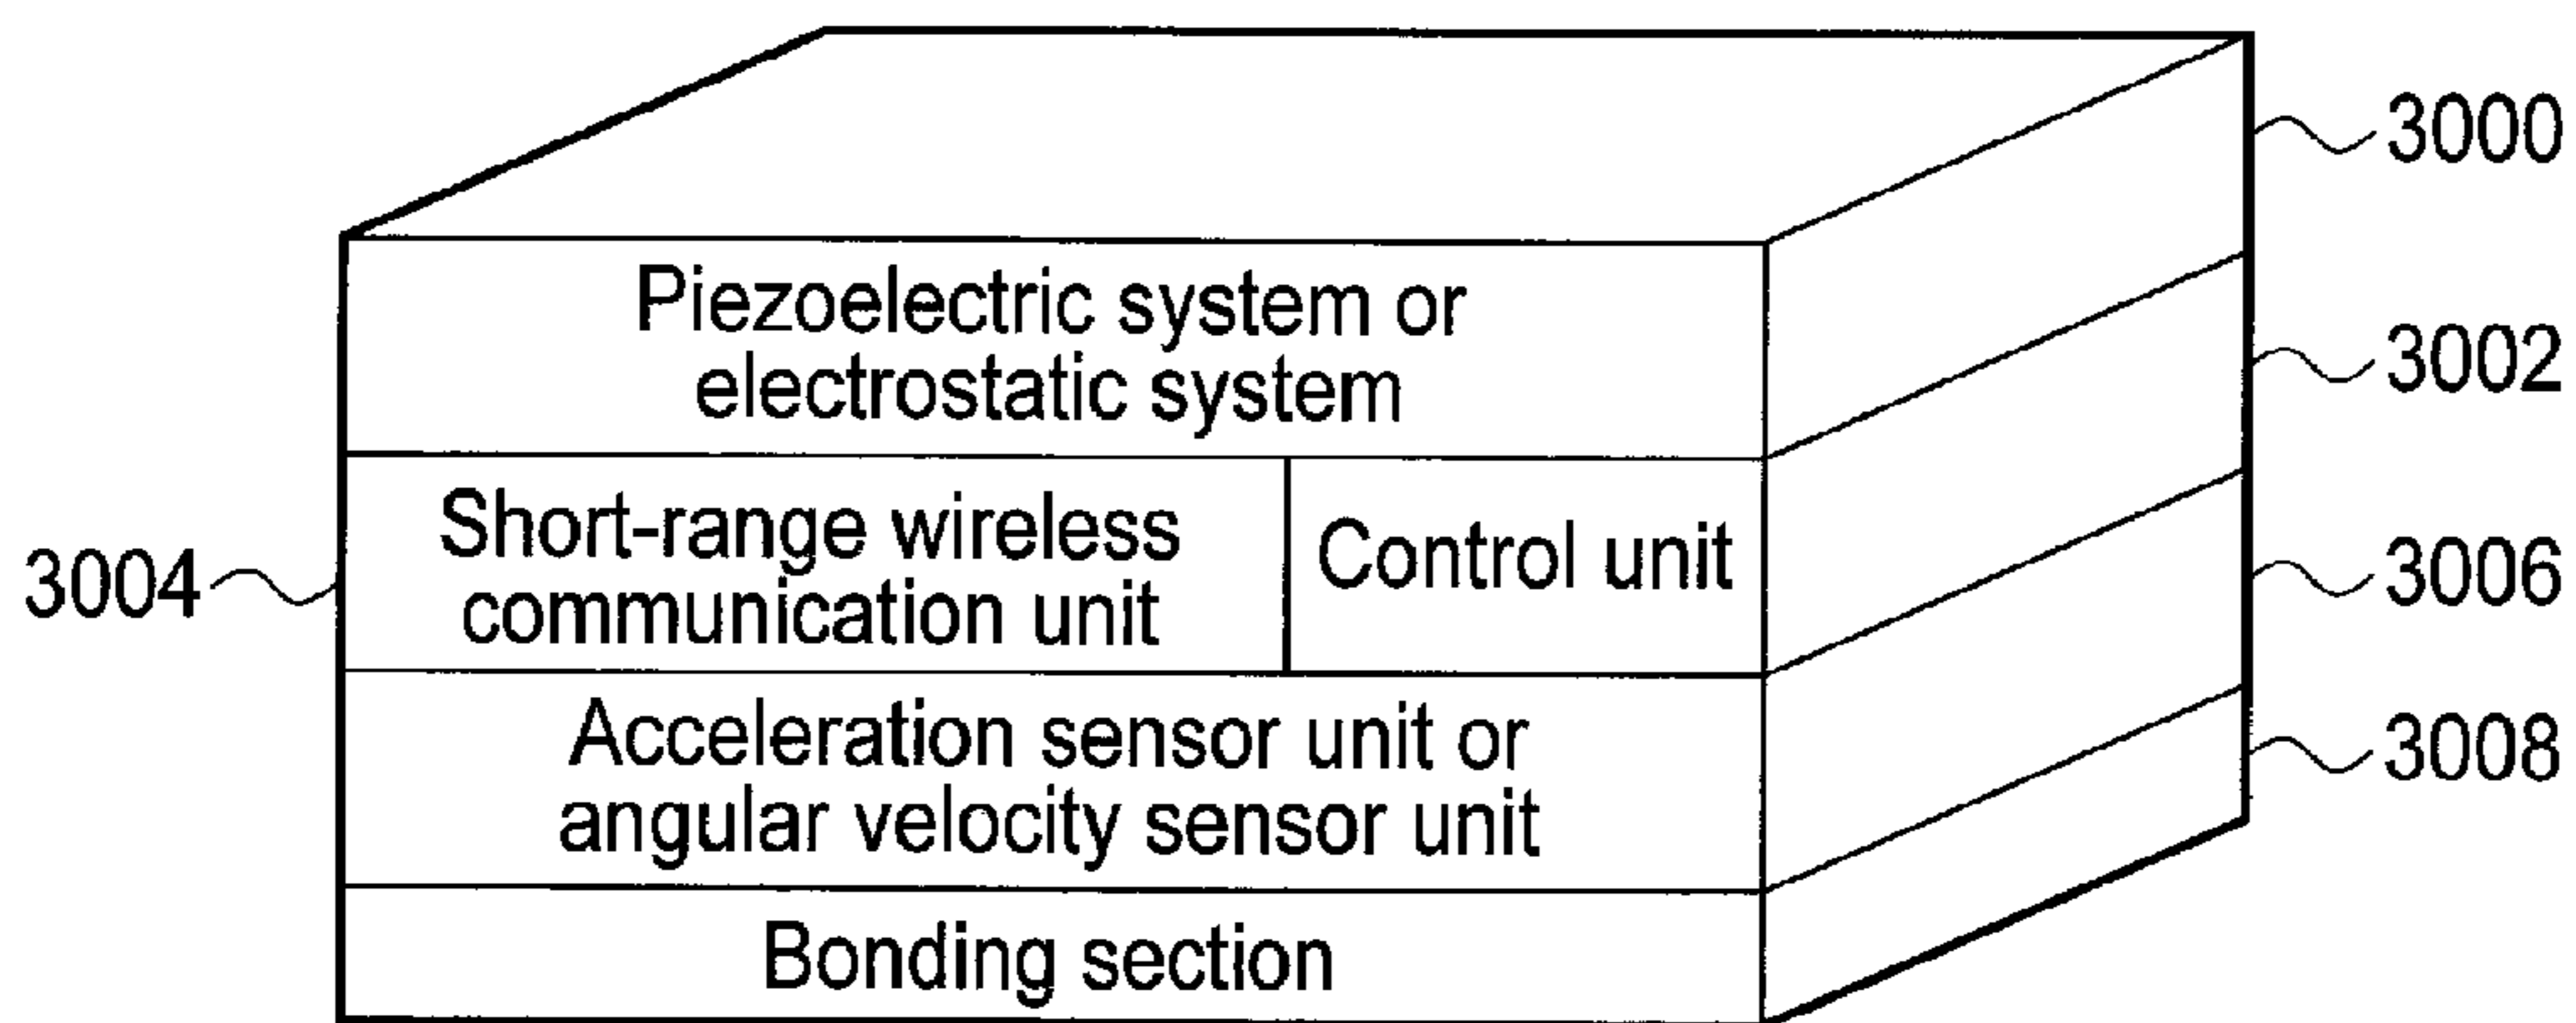 3000
Piezoelectric system or
electrostatic system
3002
Short-range wireless
communication unit
Control unit
3004
3006
Acceleration sensor unit or
angular velocity sensor unit
3008
Bonding section